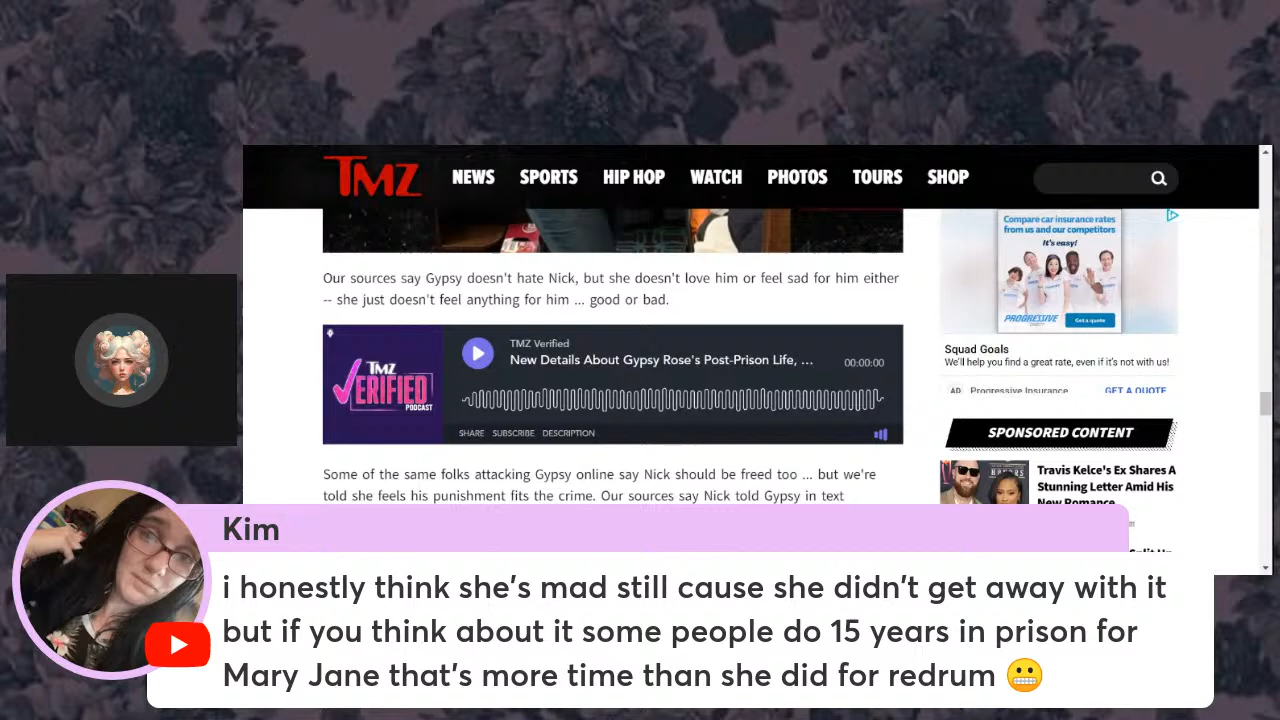 TMZ NEWS SPORTS HIP HOP WATCH PHOTOS TOURS SHOP
Our sources say Gypsy doesn't hate Nick, but she doesn't love him or feel sad for him either
-- she just doesn't feel anything for him ... good or bad.
TMZ VERIFIED PODCAST
TMZ Verified
New Details About Gypsy Rose's Post-Prison Life, ...
00:00:00
SHARE SUBSCRIBE DESCRIPTION
Some of the same folks attacking Gypsy online say Nick should be freed too ... but we're
told she feels his punishment fits the crime. Our sources say Nick told Gypsy in text
Compare car insurance rates
from us and our competitors
It's easy!
PROGRESSIVE
Get a quote
Squad Goals
We'll help you find a great rate, even if it's not with us!
AD Progressive Insurance GET A QUOTE
SPONSORED CONTENT
Travis Kelce's Ex Shares A
Stunning Letter Amid His
New Romance
Kim
i honestly think she's mad still cause she didn't get away with it
but if you think about it some people do 15 years in prison for
Mary Jane that's more time than she did for redrum 😬